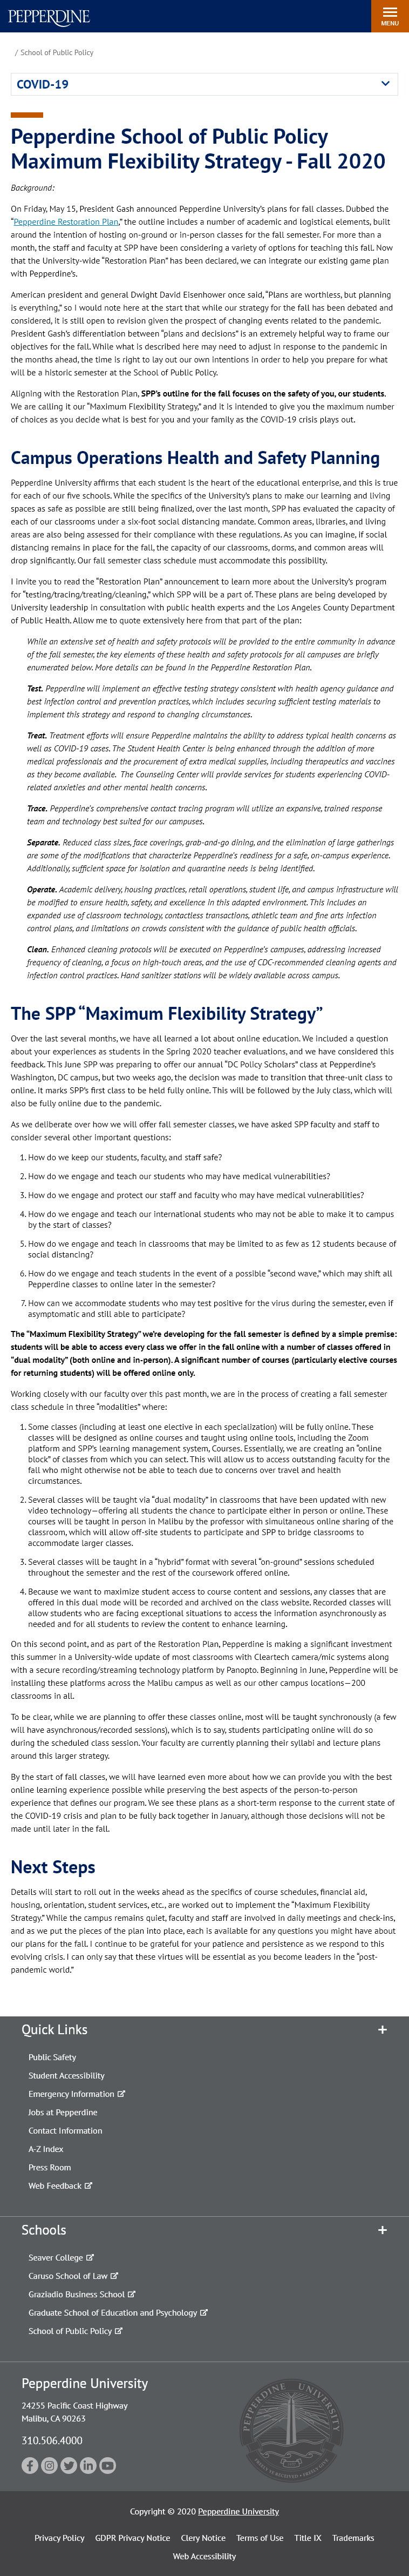 PEPPERDINE
MENU
/ School of Public Policy
COVID-19
Pepperdine School of Public Policy
Maximum Flexibility Strategy - Fall 2020
Background:
On Friday, May 15, President Gash announced Pepperdine University's plans for fall classes. Dubbed the
“Pepperdine Restoration Plan,” the outline includes a number of academic and logistical elements, built
around the intention of hosting on-ground or in-person classes for the fall semester. For more than a
month, the staff and faculty at SPP have been considering a variety of options for teaching this fall. Now
that the University-wide “Restoration Plan” has been declared, we can integrate our existing game plan
with Pepperdine's.
American president and general Dwight David Eisenhower once said, “Plans are worthless, but planning
is everything,” so I would note here at the start that while our strategy for the fall has been debated and
considered, it is still open to revision given the prospect of changing events related to the pandemic.
President Gash's differentiation between “plans and decisions” is an extremely helpful way to frame our
objectives for the fall. While what is described here may need to adjust in response to the pandemic in
the months ahead, the time is right to lay out our own intentions in order to help you prepare for what
will be a historic semester at the School of Public Policy.
Aligning with the Restoration Plan, SPP's outline for the fall focuses on the safety of you, our students.
We are calling it our “Maximum Flexibility Strategy,” and it is intended to give you the maximum number
of choices as you decide what is best for you and your family as the COVID-19 crisis plays out.
Campus Operations Health and Safety Planning
Pepperdine University affirms that each student is the heart of the educational enterprise, and this is true
for each of our five schools. While the specifics of the University's plans to make our learning and living
spaces as safe as possible are still being finalized, over the last month, SPP has evaluated the capacity of
each of our classrooms under a six-foot social distancing mandate. Common areas, libraries, and living
areas are also being assessed for their compliance with these regulations. As you can imagine, if social
distancing remains in place for the fall, the capacity of our classrooms, dorms, and common areas will
drop significantly. Our fall semester class schedule must accommodate this possibility.
I invite you to read the “Restoration Plan” announcement to learn more about the University's program
for “testing/tracing/treating/cleaning,” which SPP will be a part of. These plans are being developed by
University leadership in consultation with public health experts and the Los Angeles County Department
of Public Health. Allow me to quote extensively here from that part of the plan:
While an extensive set of health and safety protocols will be provided to the entire community in advance
of the fall semester, the key elements of these health and safety protocols for all campuses are briefly
enumerated below. More details can be found in the Pepperdine Restoration Plan.
Test. Pepperdine will implement an effective testing strategy consistent with health agency guidance and
best infection control and prevention practices, which includes securing sufficient testing materials to
implement this strategy and respond to changing circumstances.
Treat. Treatment efforts will ensure Pepperdine maintains the ability to address typical health concerns as
well as COVID-19 cases. The Student Health Center is being enhanced through the addition of more
medical professionals and the procurement of extra medical supplies, including therapeutics and vaccines
as they become available. The Counseling Center will provide services for students experiencing COVID-
related anxieties and other mental health concerns.
Trace. Pepperdine's comprehensive contact tracing program will utilize an expansive, trained response
team and technology best suited for our campuses.
Separate. Reduced class sizes, face coverings, grab-and-go dining, and the elimination of large gatherings
are some of the modifications that characterize Pepperdine's readiness for a safe, on-campus experience.
Additionally, sufficient space for isolation and quarantine needs is being identified.
Operate. Academic delivery, housing practices, retail operations, student life, and campus infrastructure will
be modified to ensure health, safety, and excellence in this adapted environment. This includes an
expanded use of classroom technology, contactless transactions, athletic team and fine arts infection
control plans, and limitations on crowds consistent with the guidance of public health officials.
Clean. Enhanced cleaning protocols will be executed on Pepperdine's campuses, addressing increased
frequency of cleaning, a focus on high-touch areas, and the use of CDC-recommended cleaning agents and
infection control practices. Hand sanitizer stations will be widely available across campus.
The SPP “Maximum Flexibility Strategy”
Over the last several months, we have all learned a lot about online education. We included a question
about your experiences as students in the Spring 2020 teacher evaluations, and we have considered this
feedback. This June SPP was preparing to offer our annual “DC Policy Scholars” class at Pepperdine's
Washington, DC campus, but two weeks ago, the decision was made to transition that three-unit class to
online. It marks SPP's first class to be held fully online. This will be followed by the July class, which will
also be fully online due to the pandemic.
As we deliberate over how we will offer fall semester classes, we have asked SPP faculty and staff to
consider several other important questions:
1. How do we keep our students, faculty, and staff safe?
2. How do we engage and teach our students who may have medical vulnerabilities?
3. How do we engage and protect our staff and faculty who may have medical vulnerabilities?
4. How do we engage and teach our international students who may not be able to make it to campus
by the start of classes?
5. How do we engage and teach in classrooms that may be limited to as few as 12 students because of
social distancing?
6. How do we engage and teach students in the event of a possible “second wave,” which may shift all
Pepperdine classes to online later in the semester?
7. How can we accommodate students who may test positive for the virus during the semester, even if
asymptomatic and still able to participate?
The “Maximum Flexibility Strategy” we're developing for the fall semester is defined by a simple premise:
students will be able to access every class we offer in the fall online with a number of classes offered in
“dual modality” (both online and in-person). A significant number of courses (particularly elective courses
for returning students) will be offered online only.
Working closely with our faculty over this past month, we are in the process of creating a fall semester
class schedule in three “modalities” where:
1. Some classes (including at least one elective in each specialization) will be fully online. These
classes will be designed as online courses and taught using online tools, including the Zoom
platform and SPP's learning management system, Courses. Essentially, we are creating an “online
block” of classes from which you can select. This will allow us to access outstanding faculty for the
fall who might otherwise not be able to teach due to concerns over travel and health
circumstances.
2. Several classes will be taught via “dual modality” in classrooms that have been updated with new
video technology—offering all students the chance to participate either in person or online. These
courses will be taught in person in Malibu by the professor with simultaneous online sharing of the
classroom, which will allow off-site students to participate and SPP to bridge classrooms to
accommodate larger classes.
3. Several classes will be taught in a “hybrid” format with several “on-ground” sessions scheduled
throughout the semester and the rest of the coursework offered online.
4. Because we want to maximize student access to course content and sessions, any classes that are
offered in this dual mode will be recorded and archived on the class website. Recorded classes will
allow students who are facing exceptional situations to access the information asynchronously as
needed and for all students to review the content to enhance learning.
On this second point, and as part of the Restoration Plan, Pepperdine is making a significant investment
this summer in a University-wide update of most classrooms with Cleartech camera/mic systems along
with a secure recording/streaming technology platform by Panopto. Beginning in June, Pepperdine will be
installing these platforms across the Malibu campus as well as our other campus locations—200
classrooms in all.
To be clear, while we are planning to offer these classes online, most will be taught synchronously (a few
will have asynchronous/recorded sessions), which is to say, students participating online will do so
during the scheduled class session. Your faculty are currently planning their syllabi and lecture plans
around this larger strategy.
By the start of fall classes, we will have learned even more about how we can provide you with the best
online learning experience possible while preserving the best aspects of the person-to-person
experience that defines our program. We see these plans as a short-term response to the current state of
the COVID-19 crisis and plan to be fully back together in January, although those decisions will not be
made until later in the fall.
Next Steps
Details will start to roll out in the weeks ahead as the specifics of course schedules, financial aid,
housing, orientation, student services, etc., are worked out to implement the “Maximum Flexibility
Strategy.” While the campus remains quiet, faculty and staff are involved in daily meetings and check-ins,
and as we put the pieces of the plan into place, each is available for any questions you might have about
our plans for the fall. I continue to be grateful for your patience and persistence as we respond to this
evolving crisis. I can only say that these virtues will be essential as you become leaders in the “post-
pandemic world.”
Quick Links
Public Safety
Student Accessibility
Emergency Information
Jobs at Pepperdine
Contact Information
A-Z Index
Press Room
Web Feedback
Schools
Seaver College
Caruso School of Law
Graziadio Business School
Graduate School of Education and Psychology
School of Public Policy
Pepperdine University
24255 Pacific Coast Highway
Malibu, CA 90263
310.506.4000
PEPPERDINE UNIVERSITY
Copyright © 2020 Pepperdine University
Privacy Policy GDPR Privacy Notice Clery Notice Terms of Use Title IX Trademarks
Web Accessibility